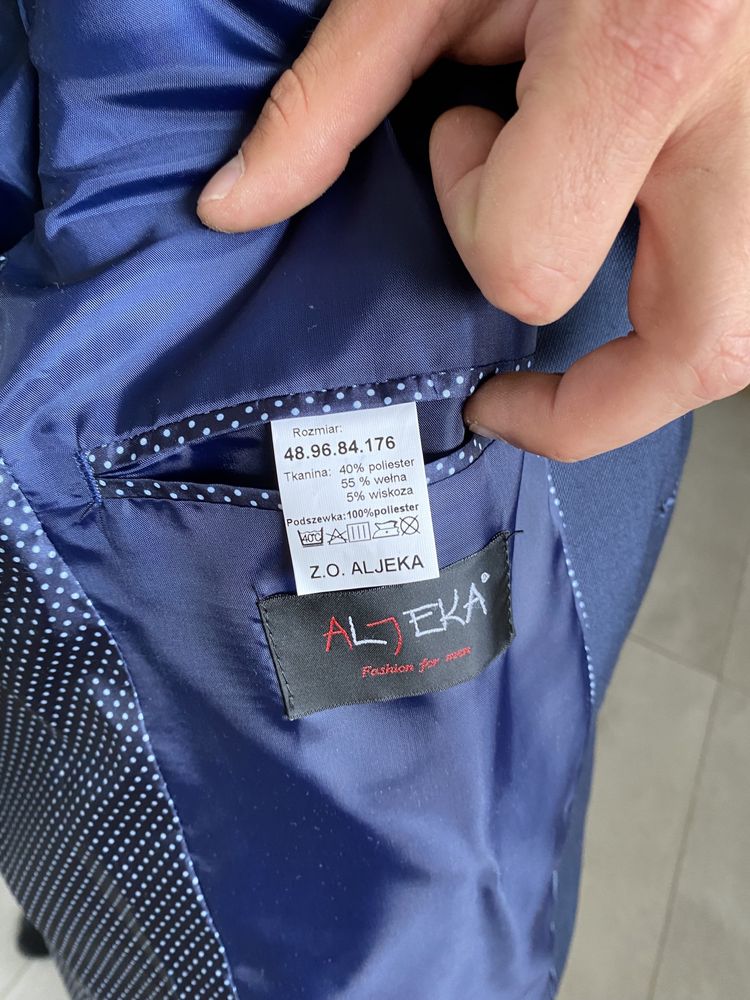 Rozmiar:
48.96.84.176
Tkanina: 40% poliester
55 % wełna
5% wiskoza
Podszewka:100%poliester
40C
Z.O. ALJEKA
ALJEKA®
Fashion for men